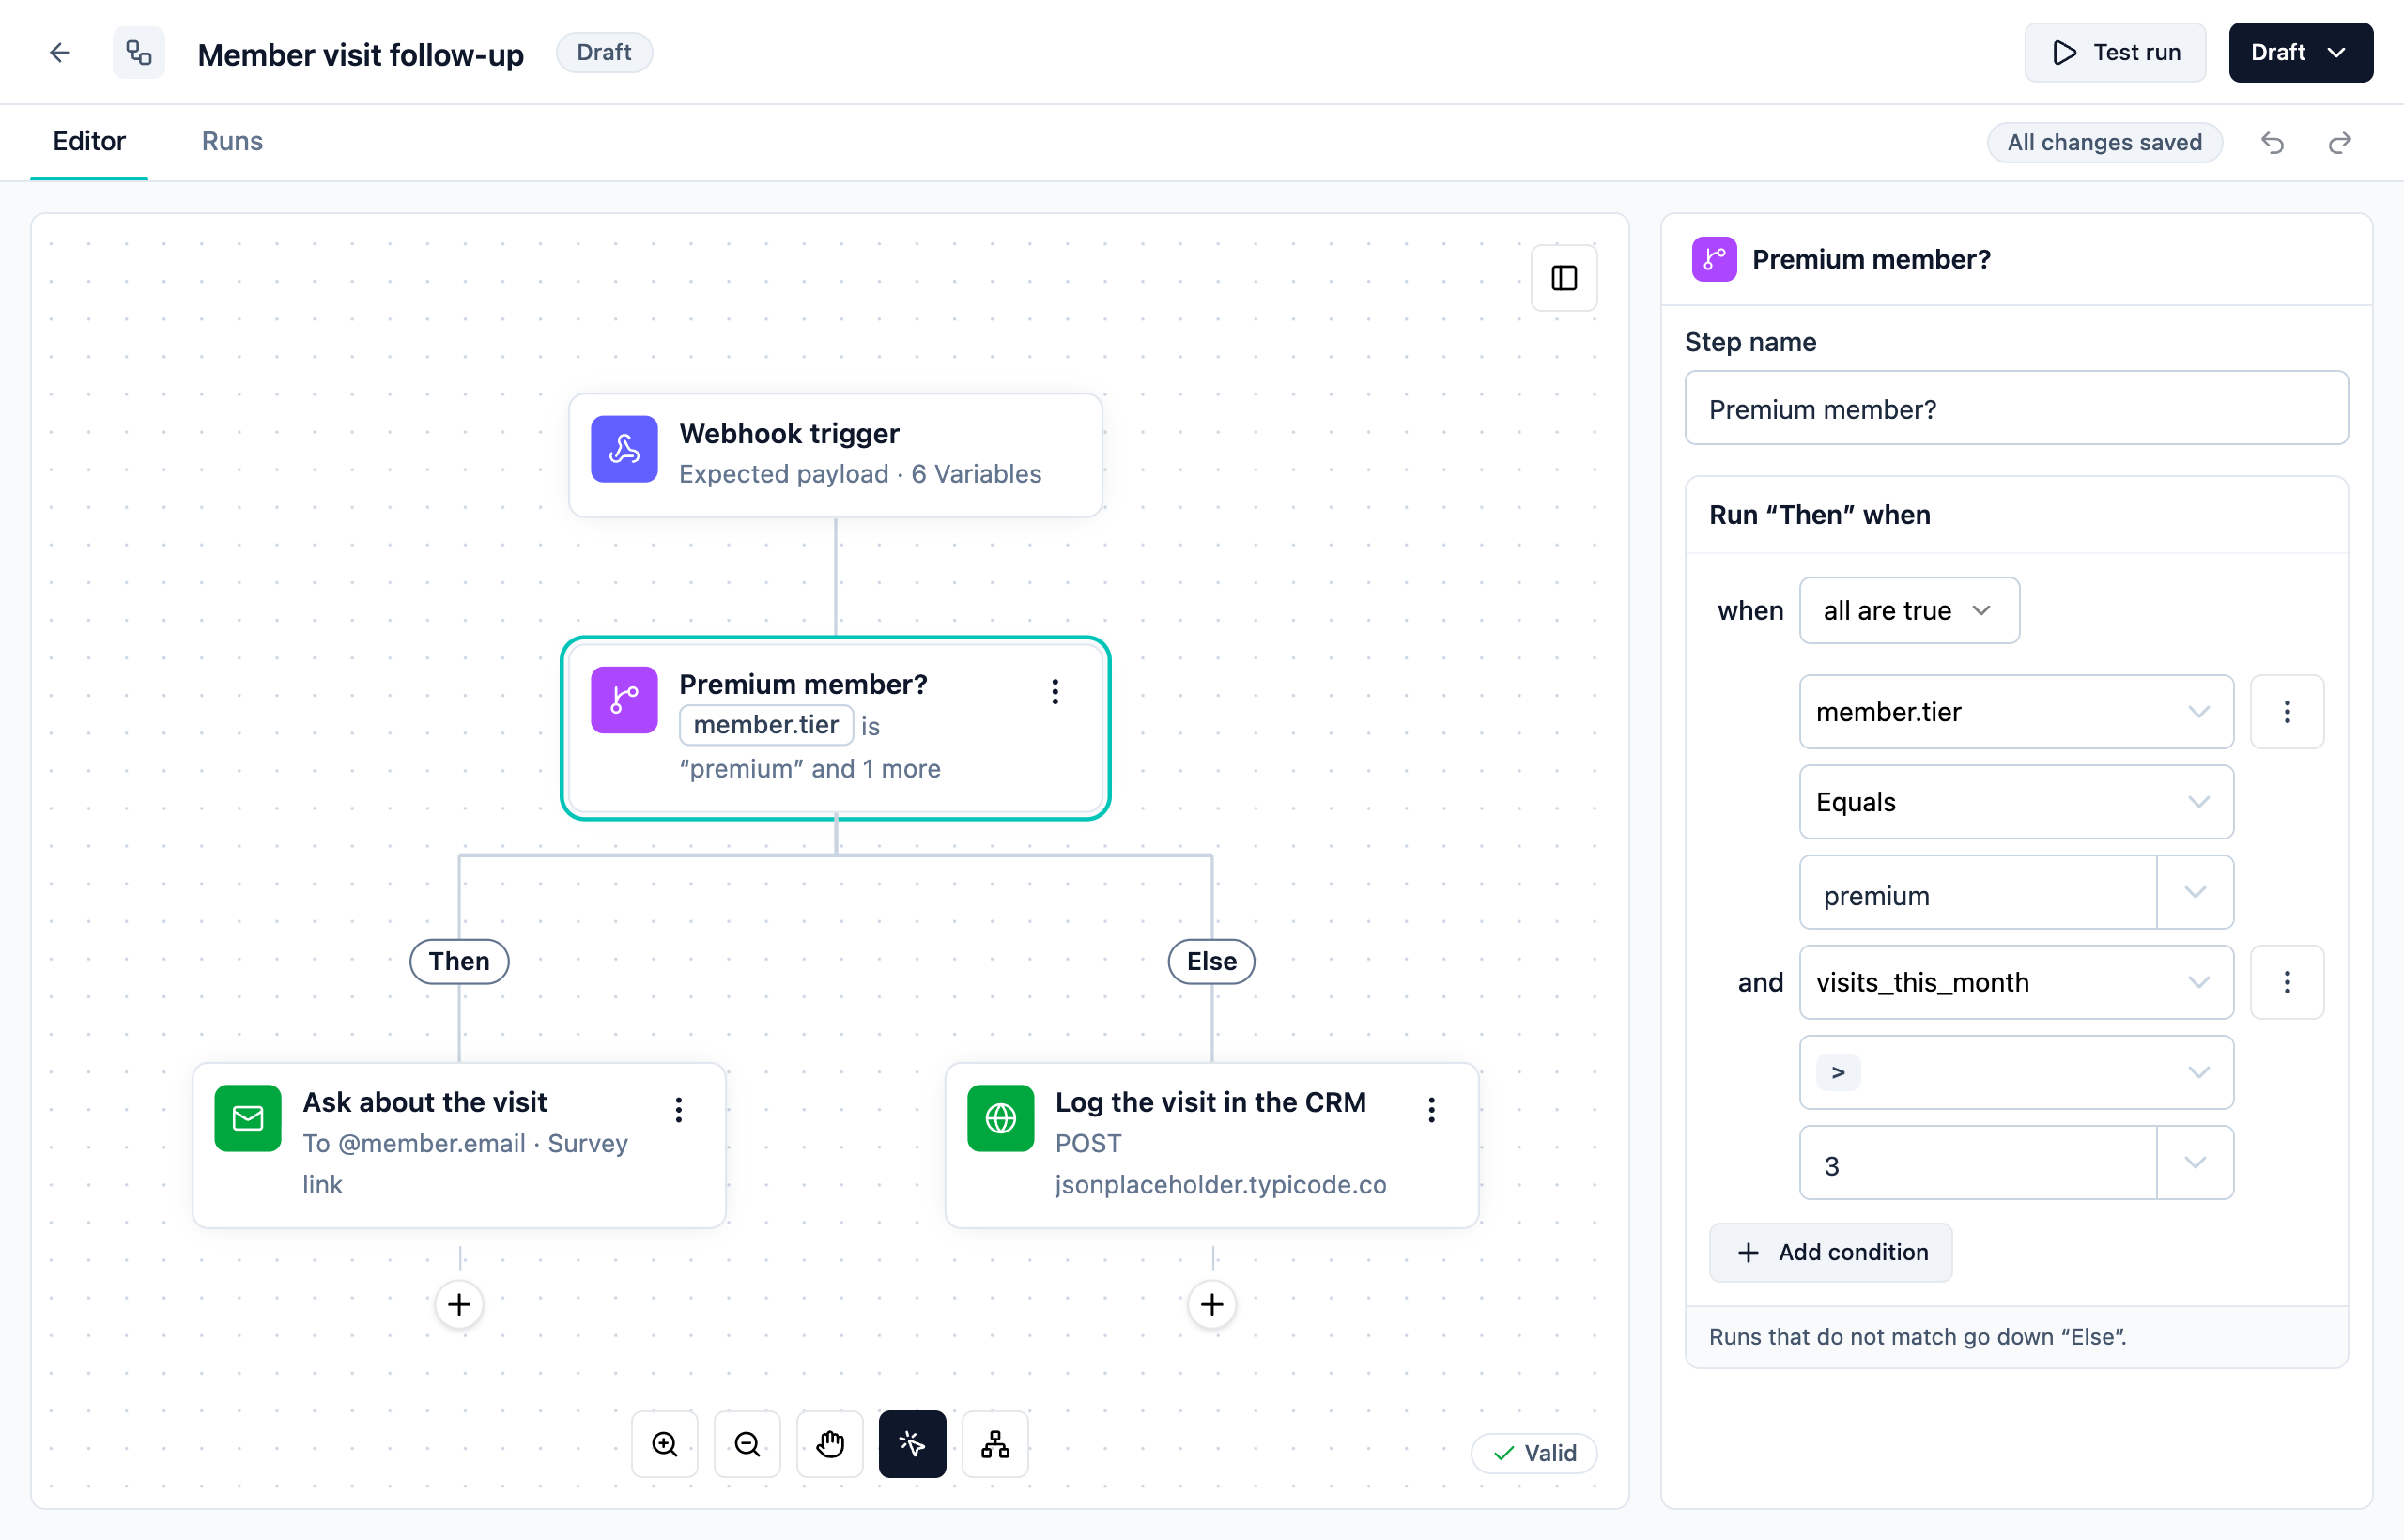 Member visit follow-up
Draft
Test run
Draft
Editor
Runs
All changes saved
Webhook trigger
Expected payload · 6 Variables
Premium member?
member.tier is
“premium” and 1 more
Then
Else
Ask about the visit
To @member.email · Survey
link
Log the visit in the CRM
POST
jsonplaceholder.typicode.co
Valid
Premium member?
Step name
Premium member?
Run “Then” when
when all are true
member.tier
Equals
premium
and visits_this_month
>
3
Add condition
Runs that do not match go down “Else”.